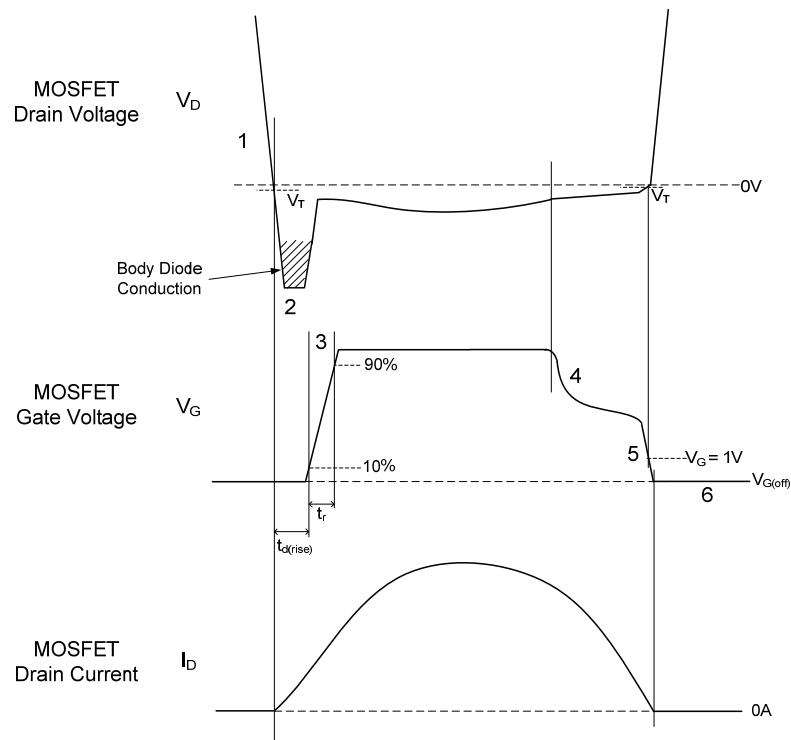 MOSFET
Drain Voltage
V_D
1
0V
V_T
V_T
Body Diode
Conduction
2
3
90%
4
MOSFET
Gate Voltage
V_G
5
V_G = 1V
10%
V_G(off)
6
t_r
t_d(rise)
MOSFET
Drain Current
I_D
0A